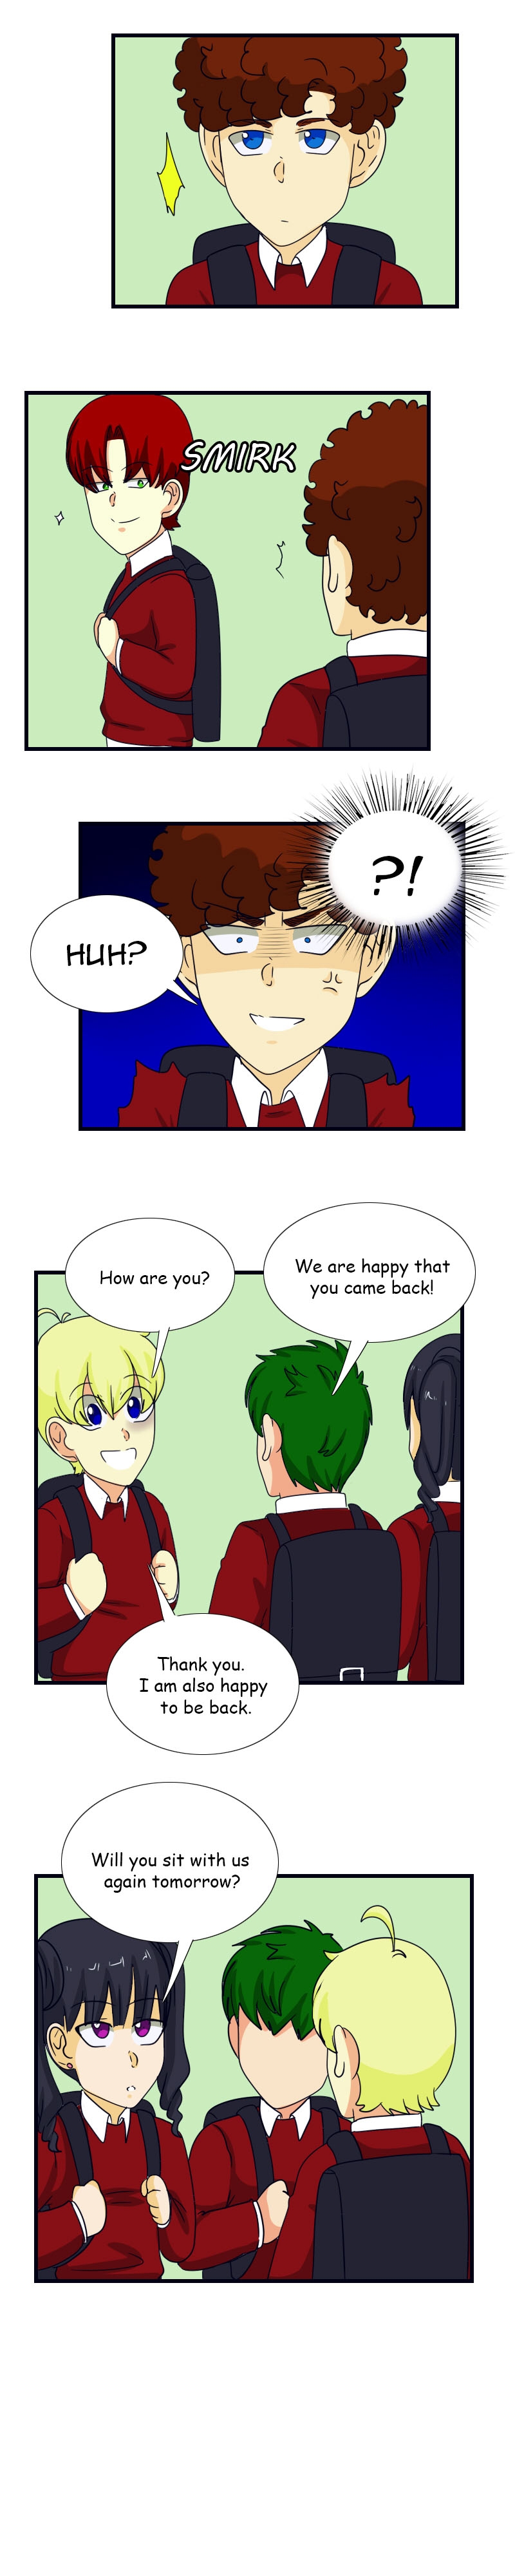 SMIRK
?!
HUH?
How are you?
We are happy that
you came back!
Thank you.
I am also happy
to be back.
Will you sit with us
again tomorrow?